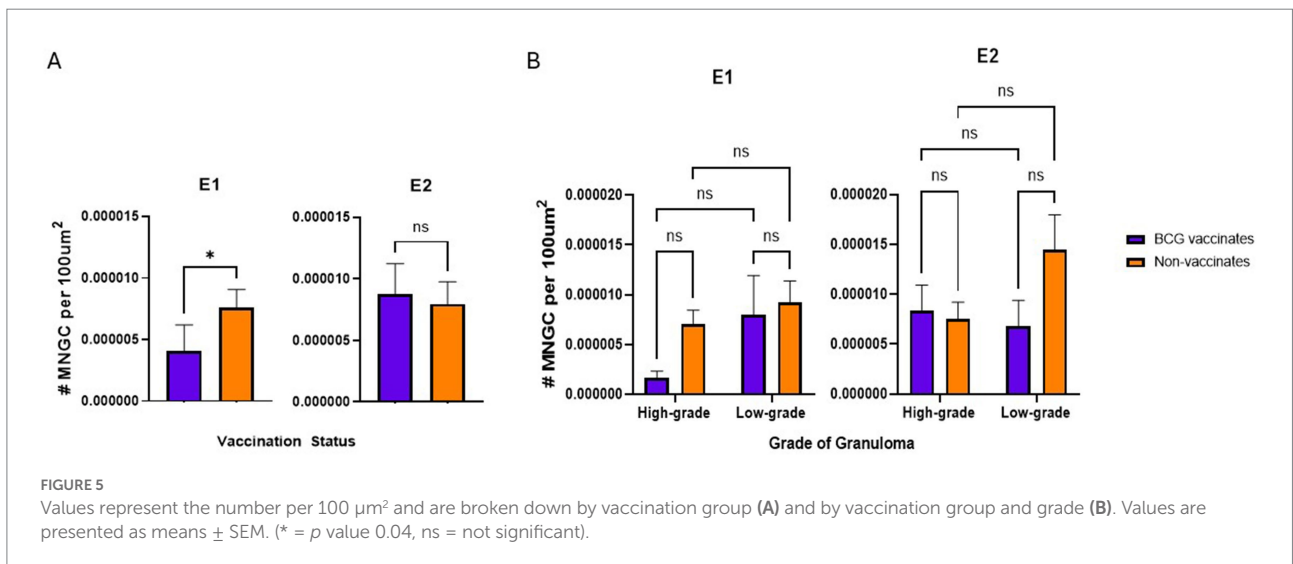 A
E1
E2
# MNGC per 100um²
0.000015
0.000010
0.000005
0.000000
*
0.000015
0.000010
0.000005
0.000000
ns
Vaccination Status
B
E1
E2
# MNGC per 100um²
0.000020
0.000015
0.000010
0.000005
0.000000
ns
ns
ns
ns
High-grade
Low-grade
0.000020
0.000015
0.000010
0.000005
0.000000
ns
ns
ns
ns
High-grade
Low-grade
Grade of Granuloma
BCG vaccinates
Non-vaccinates
FIGURE 5
Values represent the number per 100 μm² and are broken down by vaccination group (A) and by vaccination group and grade (B). Values are
presented as means ± SEM. (* = p value 0.04, ns = not significant).